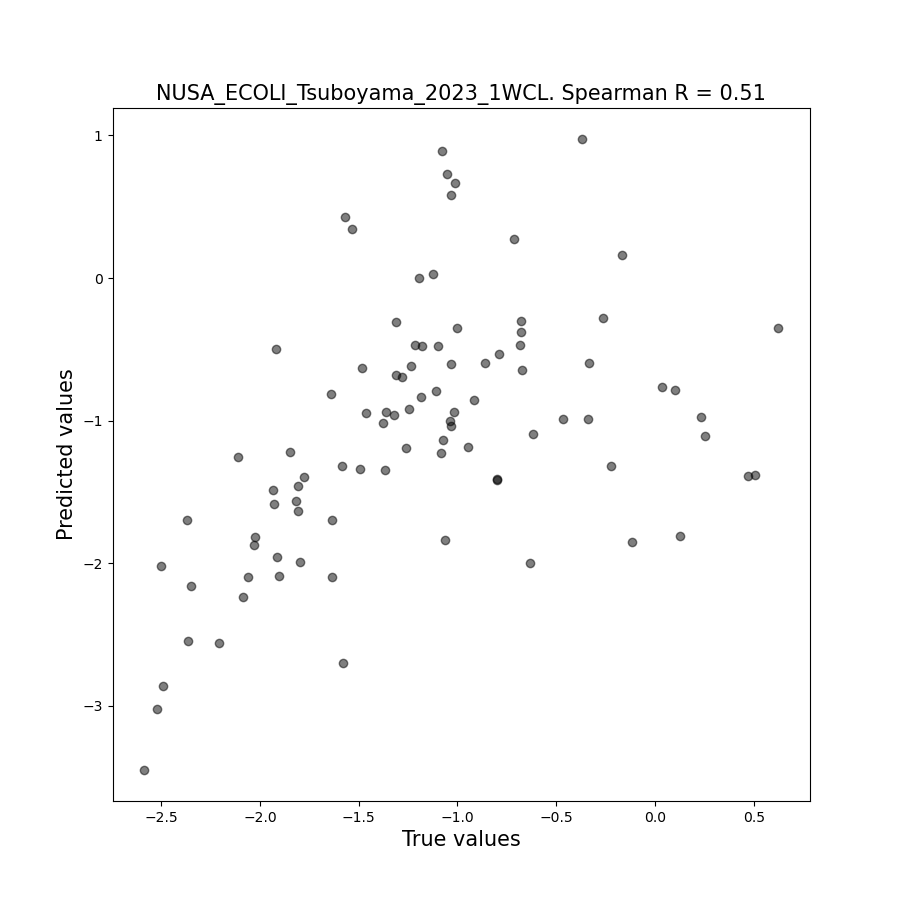 NUSA_ECOLI_Tsuboyama_2023_1WCL. Spearman R = 0.51
1
0
−1
−2
−3
Predicted values
−2.5 −2.0 −1.5 −1.0 −0.5 0.0 0.5
True values